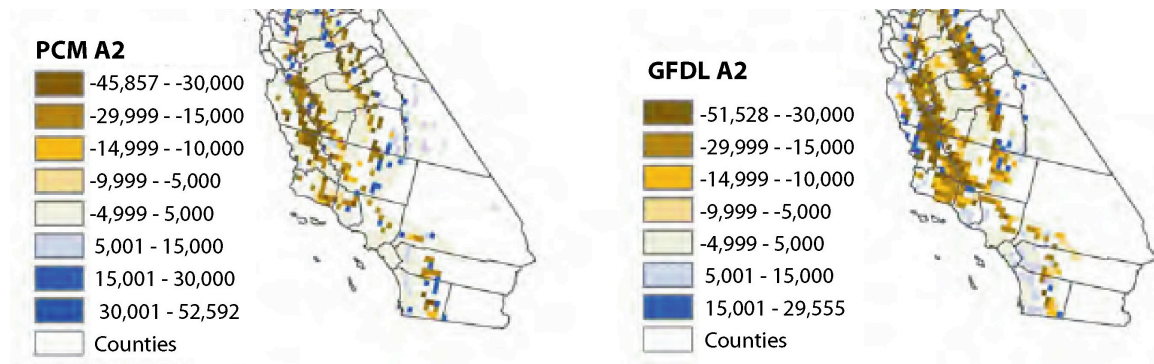 PCM A2
-45,857 - -30,000
-29,999 - -15,000
-14,999 - -10,000
-9,999 - -5,000
-4,999 - 5,000
5,001 - 15,000
15,001 - 30,000
30,001 - 52,592
Counties
GFDL A2
-51,528 - -30,000
-29,999 - -15,000
-14,999 - -10,000
-9,999 - -5,000
-4,999 - 5,000
5,001 - 15,000
15,001 - 29,555
Counties